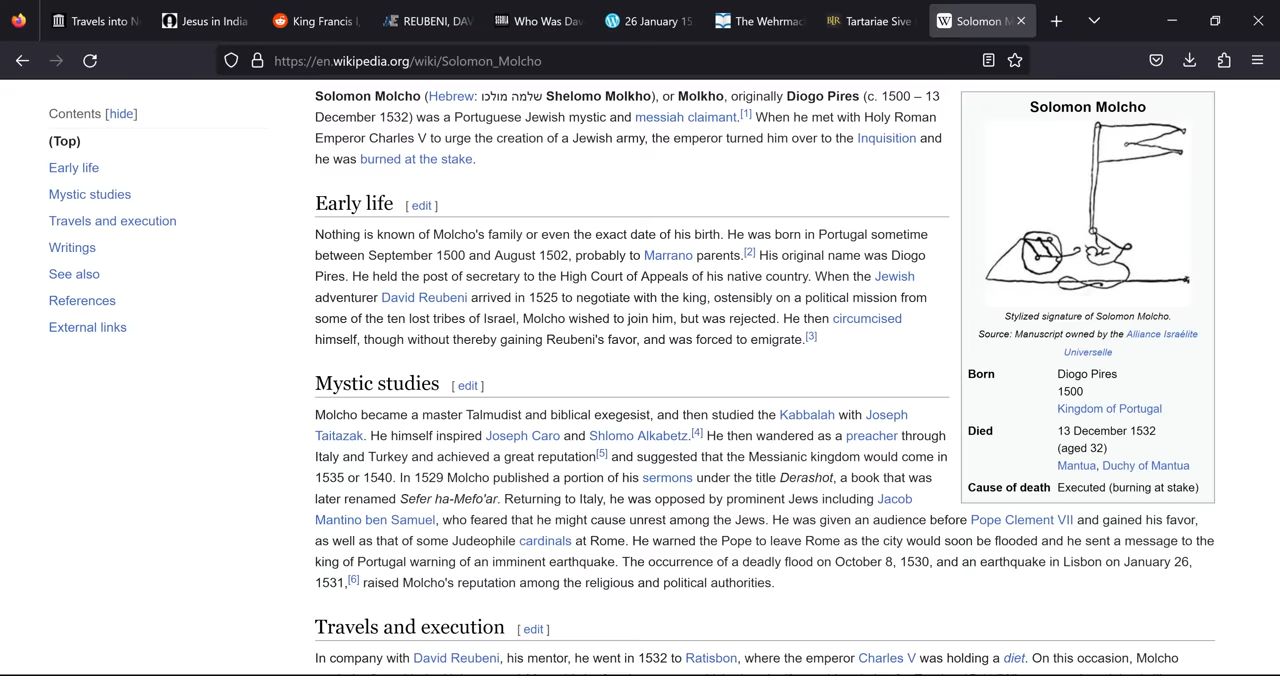 Travels into N
Jesus in India
King Francis I,
REUBENI, DAV
Who Was Dav
26 January 15
The Wehrmac
Tartariae Sive
Solomon M
https://en.wikipedia.org/wiki/Solomon_Molcho
Contents [hide]
(Top)
Early life
Mystic studies
Travels and execution
Writings
See also
References
External links
Solomon Molcho (Hebrew: שלמה מולכו Shelomo Molkho), or Molkho, originally Diogo Pires (c. 1500 – 13
December 1532) was a Portuguese Jewish mystic and messiah claimant.[1] When he met with Holy Roman
Emperor Charles V to urge the creation of a Jewish army, the emperor turned him over to the Inquisition and
he was burned at the stake.
Early life [ edit ]
Nothing is known of Molcho's family or even the exact date of his birth. He was born in Portugal sometime
between September 1500 and August 1502, probably to Marrano parents.[2] His original name was Diogo
Pires. He held the post of secretary to the High Court of Appeals of his native country. When the Jewish
adventurer David Reubeni arrived in 1525 to negotiate with the king, ostensibly on a political mission from
some of the ten lost tribes of Israel, Molcho wished to join him, but was rejected. He then circumcised
himself, though without thereby gaining Reubeni's favor, and was forced to emigrate.[3]
Mystic studies [ edit ]
Molcho became a master Talmudist and biblical exegesist, and then studied the Kabbalah with Joseph
Taitazak. He himself inspired Joseph Caro and Shlomo Alkabetz.[4] He then wandered as a preacher through
Italy and Turkey and achieved a great reputation[5] and suggested that the Messianic kingdom would come in
1535 or 1540. In 1529 Molcho published a portion of his sermons under the title Derashot, a book that was
later renamed Sefer ha-Mefo'ar. Returning to Italy, he was opposed by prominent Jews including Jacob
Mantino ben Samuel, who feared that he might cause unrest among the Jews. He was given an audience before Pope Clement VII and gained his favor,
as well as that of some Judeophile cardinals at Rome. He warned the Pope to leave Rome as the city would soon be flooded and he sent a message to the
king of Portugal warning of an imminent earthquake. The occurrence of a deadly flood on October 8, 1530, and an earthquake in Lisbon on January 26,
1531,[6] raised Molcho's reputation among the religious and political authorities.
Travels and execution [ edit ]
In company with David Reubeni, his mentor, he went in 1532 to Ratisbon, where the emperor Charles V was holding a diet. On this occasion, Molcho
Solomon Molcho
Stylized signature of Solomon Molcho.
Source: Manuscript owned by the Alliance Israélite
Universelle
Born Diogo Pires
1500
Kingdom of Portugal
Died 13 December 1532
(aged 32)
Mantua, Duchy of Mantua
Cause of death Executed (burning at stake)